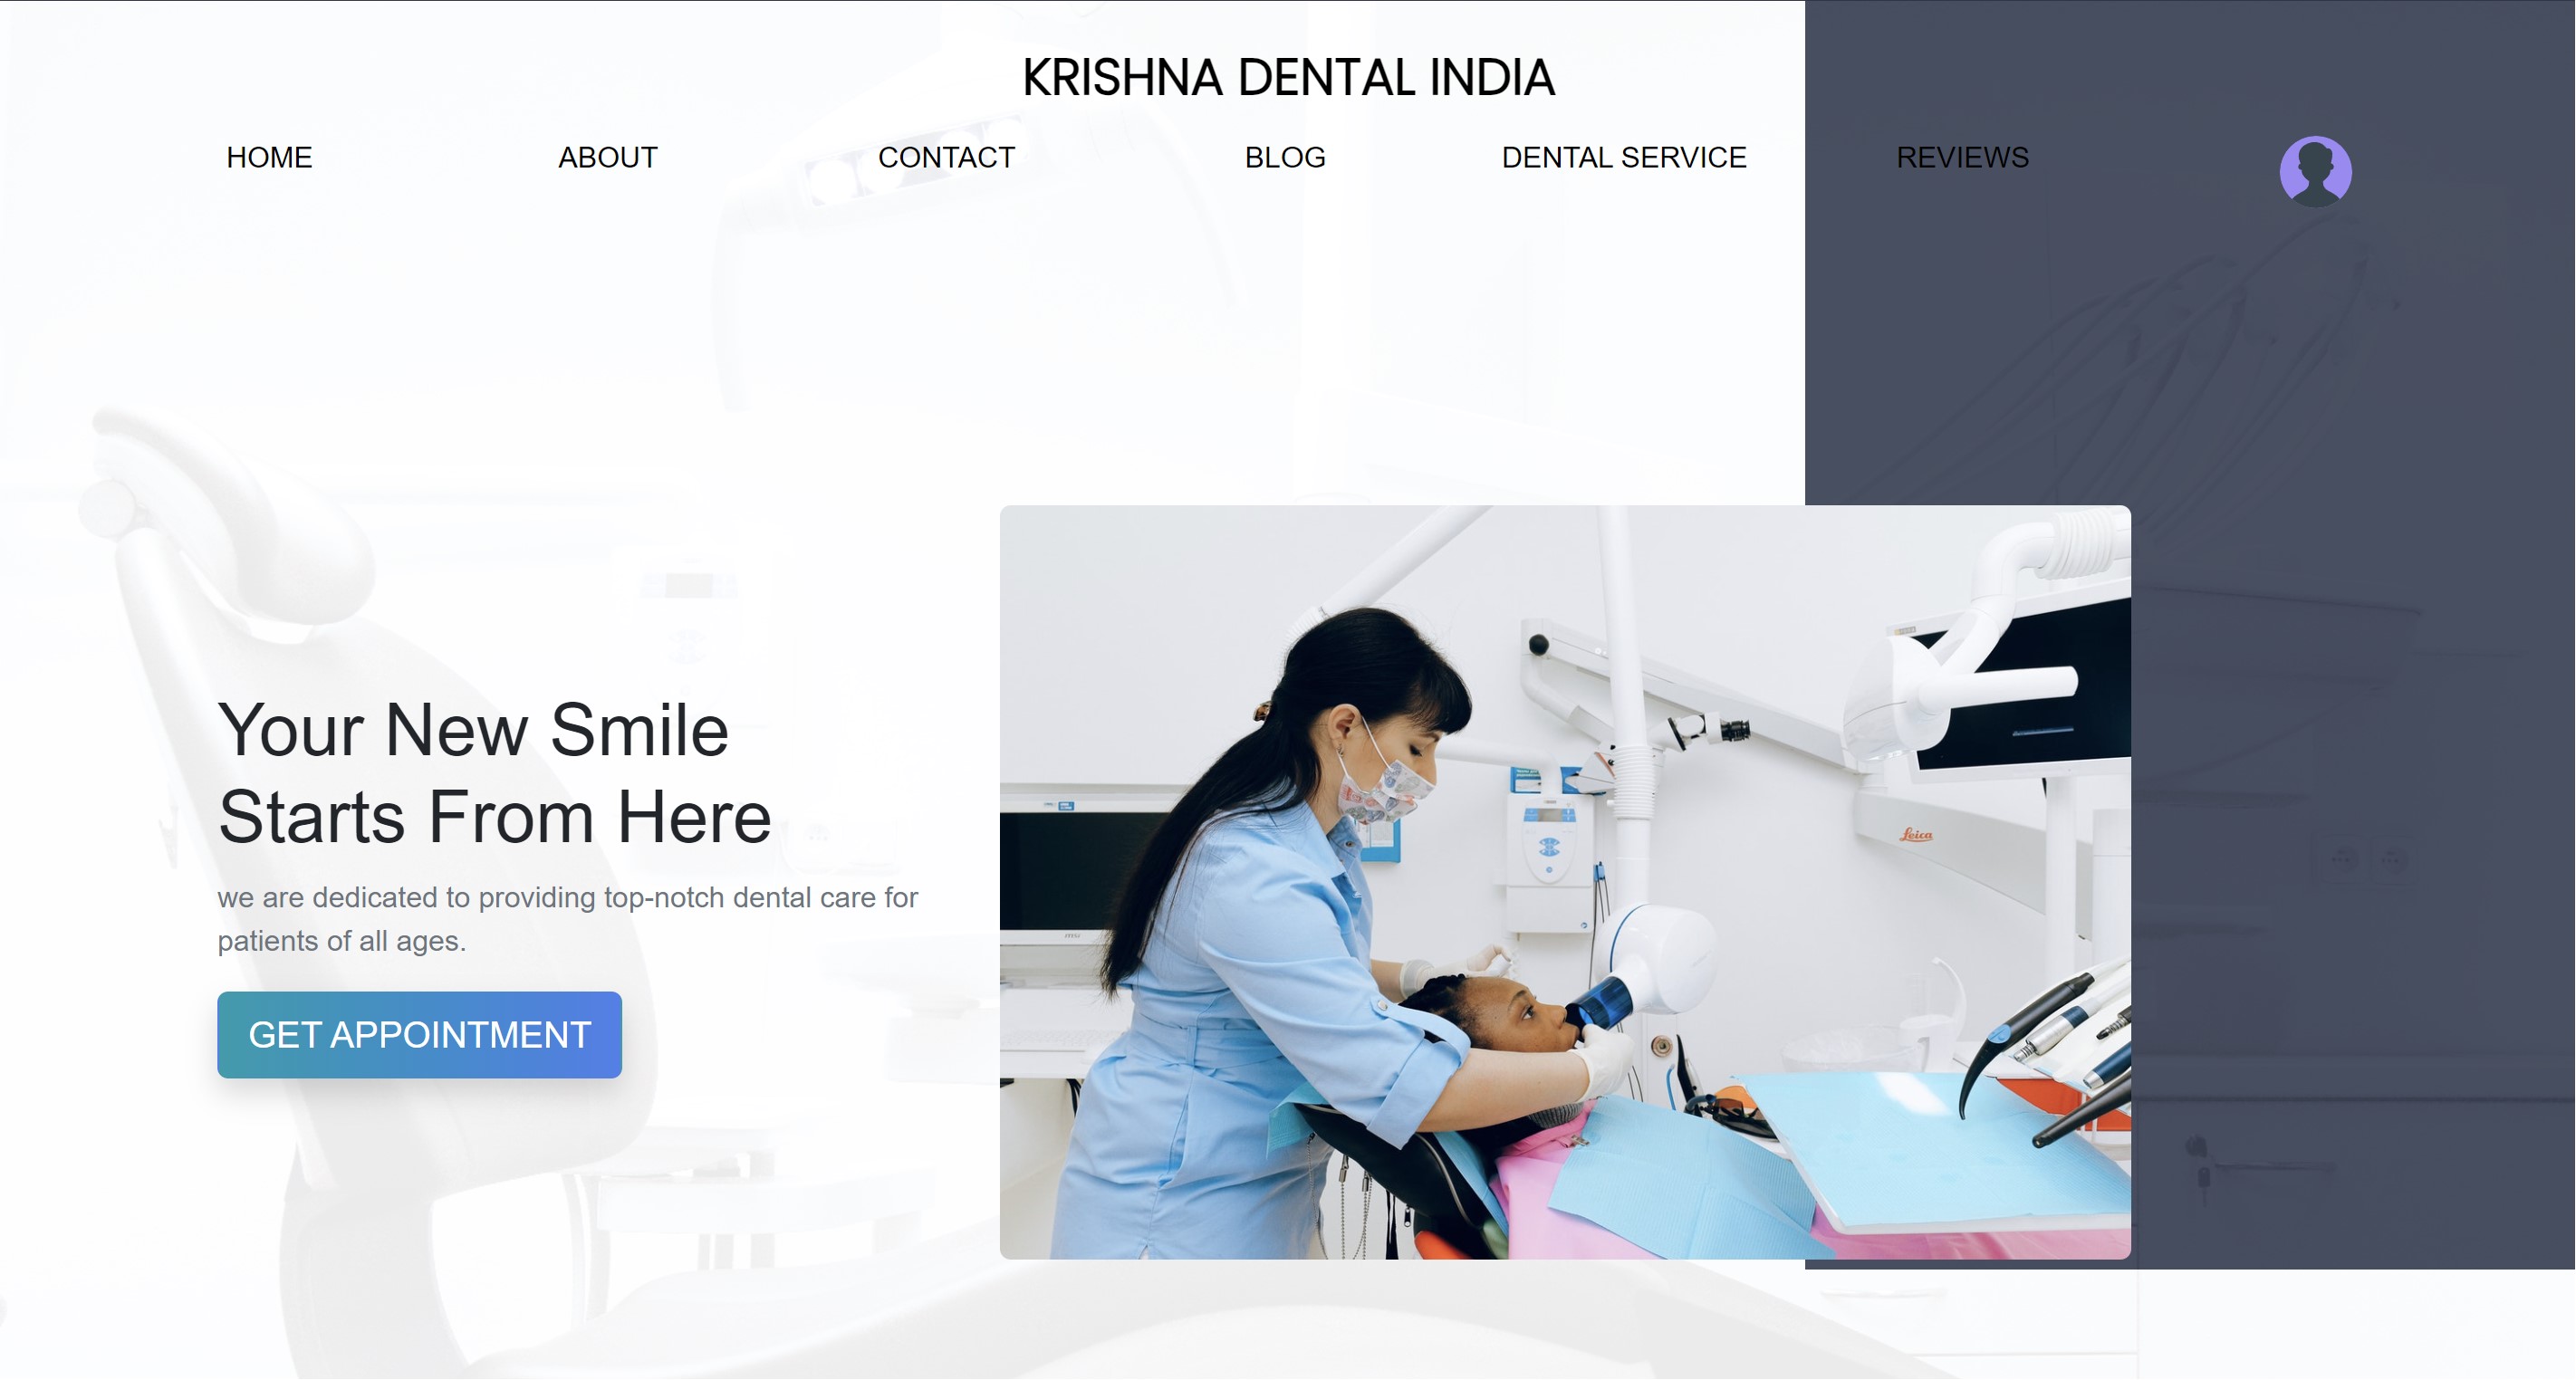 KRISHNA DENTAL INDIA
HOME ABOUT CONTACT BLOG DENTAL SERVICE REVIEWS
Your New Smile
Starts From Here
we are dedicated to providing top-notch dental care for
patients of all ages.
GET APPOINTMENT
Leica
msi